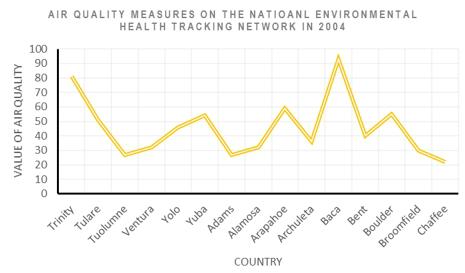 AIR QUALITY MEASURES ON THE NATIOANL ENVIRONMENTAL
HEALTH TRACKING NETWORK IN 2004
VALUE OF AIR QUALITY
100
90
80
70
60
50
40
30
20
10
0
Trinity
Tulare
Tuolumne
Ventura
Yolo
Yuba
Adams
Alamosa
Arapahoe
Archuleta
Baca
Bent
Boulder
Broomfield
Chaffee
COUNTRY